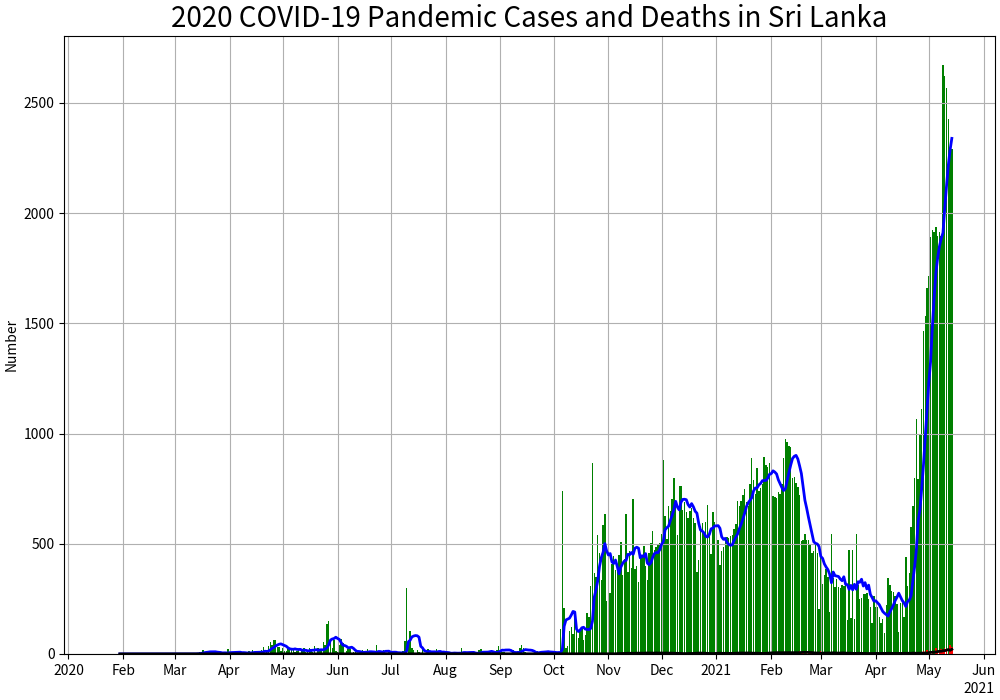 2020 COVID-19 Pandemic Cases and Deaths in Sri Lanka
Number
2500
2000
1500
1000
500
0
2020 Feb Mar Apr May Jun Jul Aug Sep Oct Nov Dec 2021 Feb Mar Apr May Jun
2021